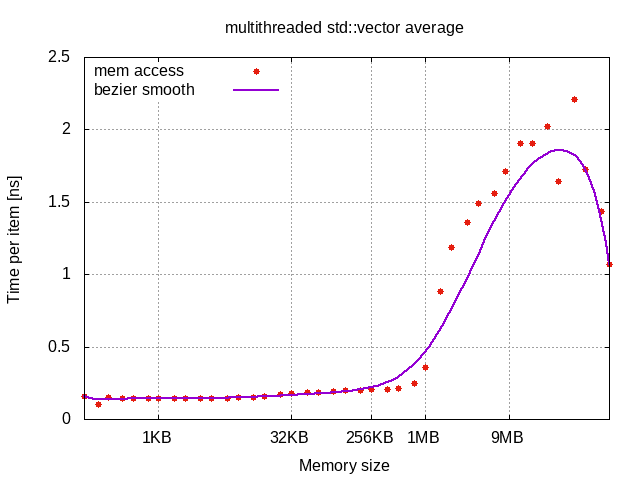 multithreaded std::vector average
2.5
mem access
bezier smooth
2
1.5
1
0.5
0
Time per item [ns]
1KB 32KB 256KB 1MB 9MB
Memory size